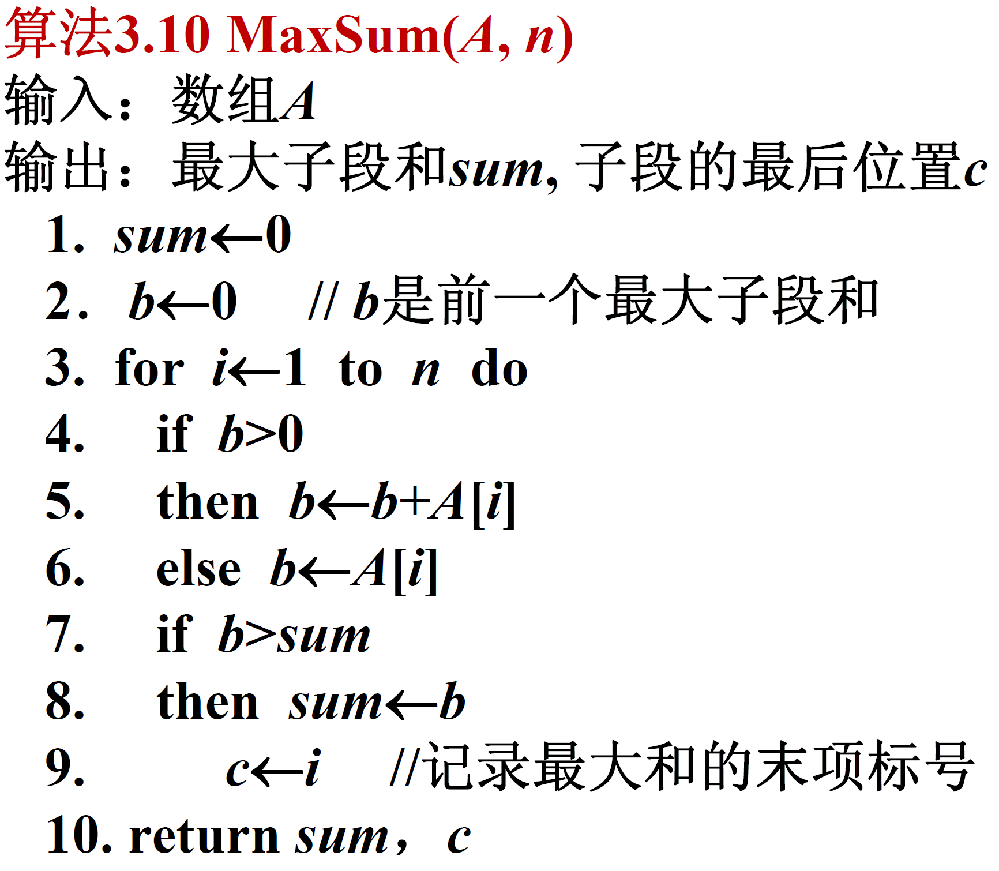 算法3.10 MaxSum(A, n)
输入：数组A
输出：最大子段和sum, 子段的最后位置c
1. sum←0
2. b←0 // b是前一个最大子段和
3. for i←1 to n do
4. if b>0
5. then b←b+A[i]
6. else b←A[i]
7. if b>sum
8. then sum←b
9. c←i //记录最大和的末项标号
10. return sum，c